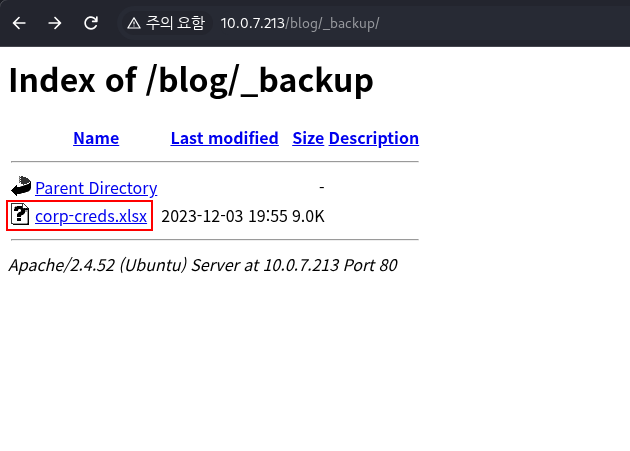 주의 요함 10.0.7.213/blog/_backup/
Index of /blog/_backup
Name Last modified Size Description
Parent Directory -
corp-creds.xlsx 2023-12-03 19:55 9.0K
Apache/2.4.52 (Ubuntu) Server at 10.0.7.213 Port 80